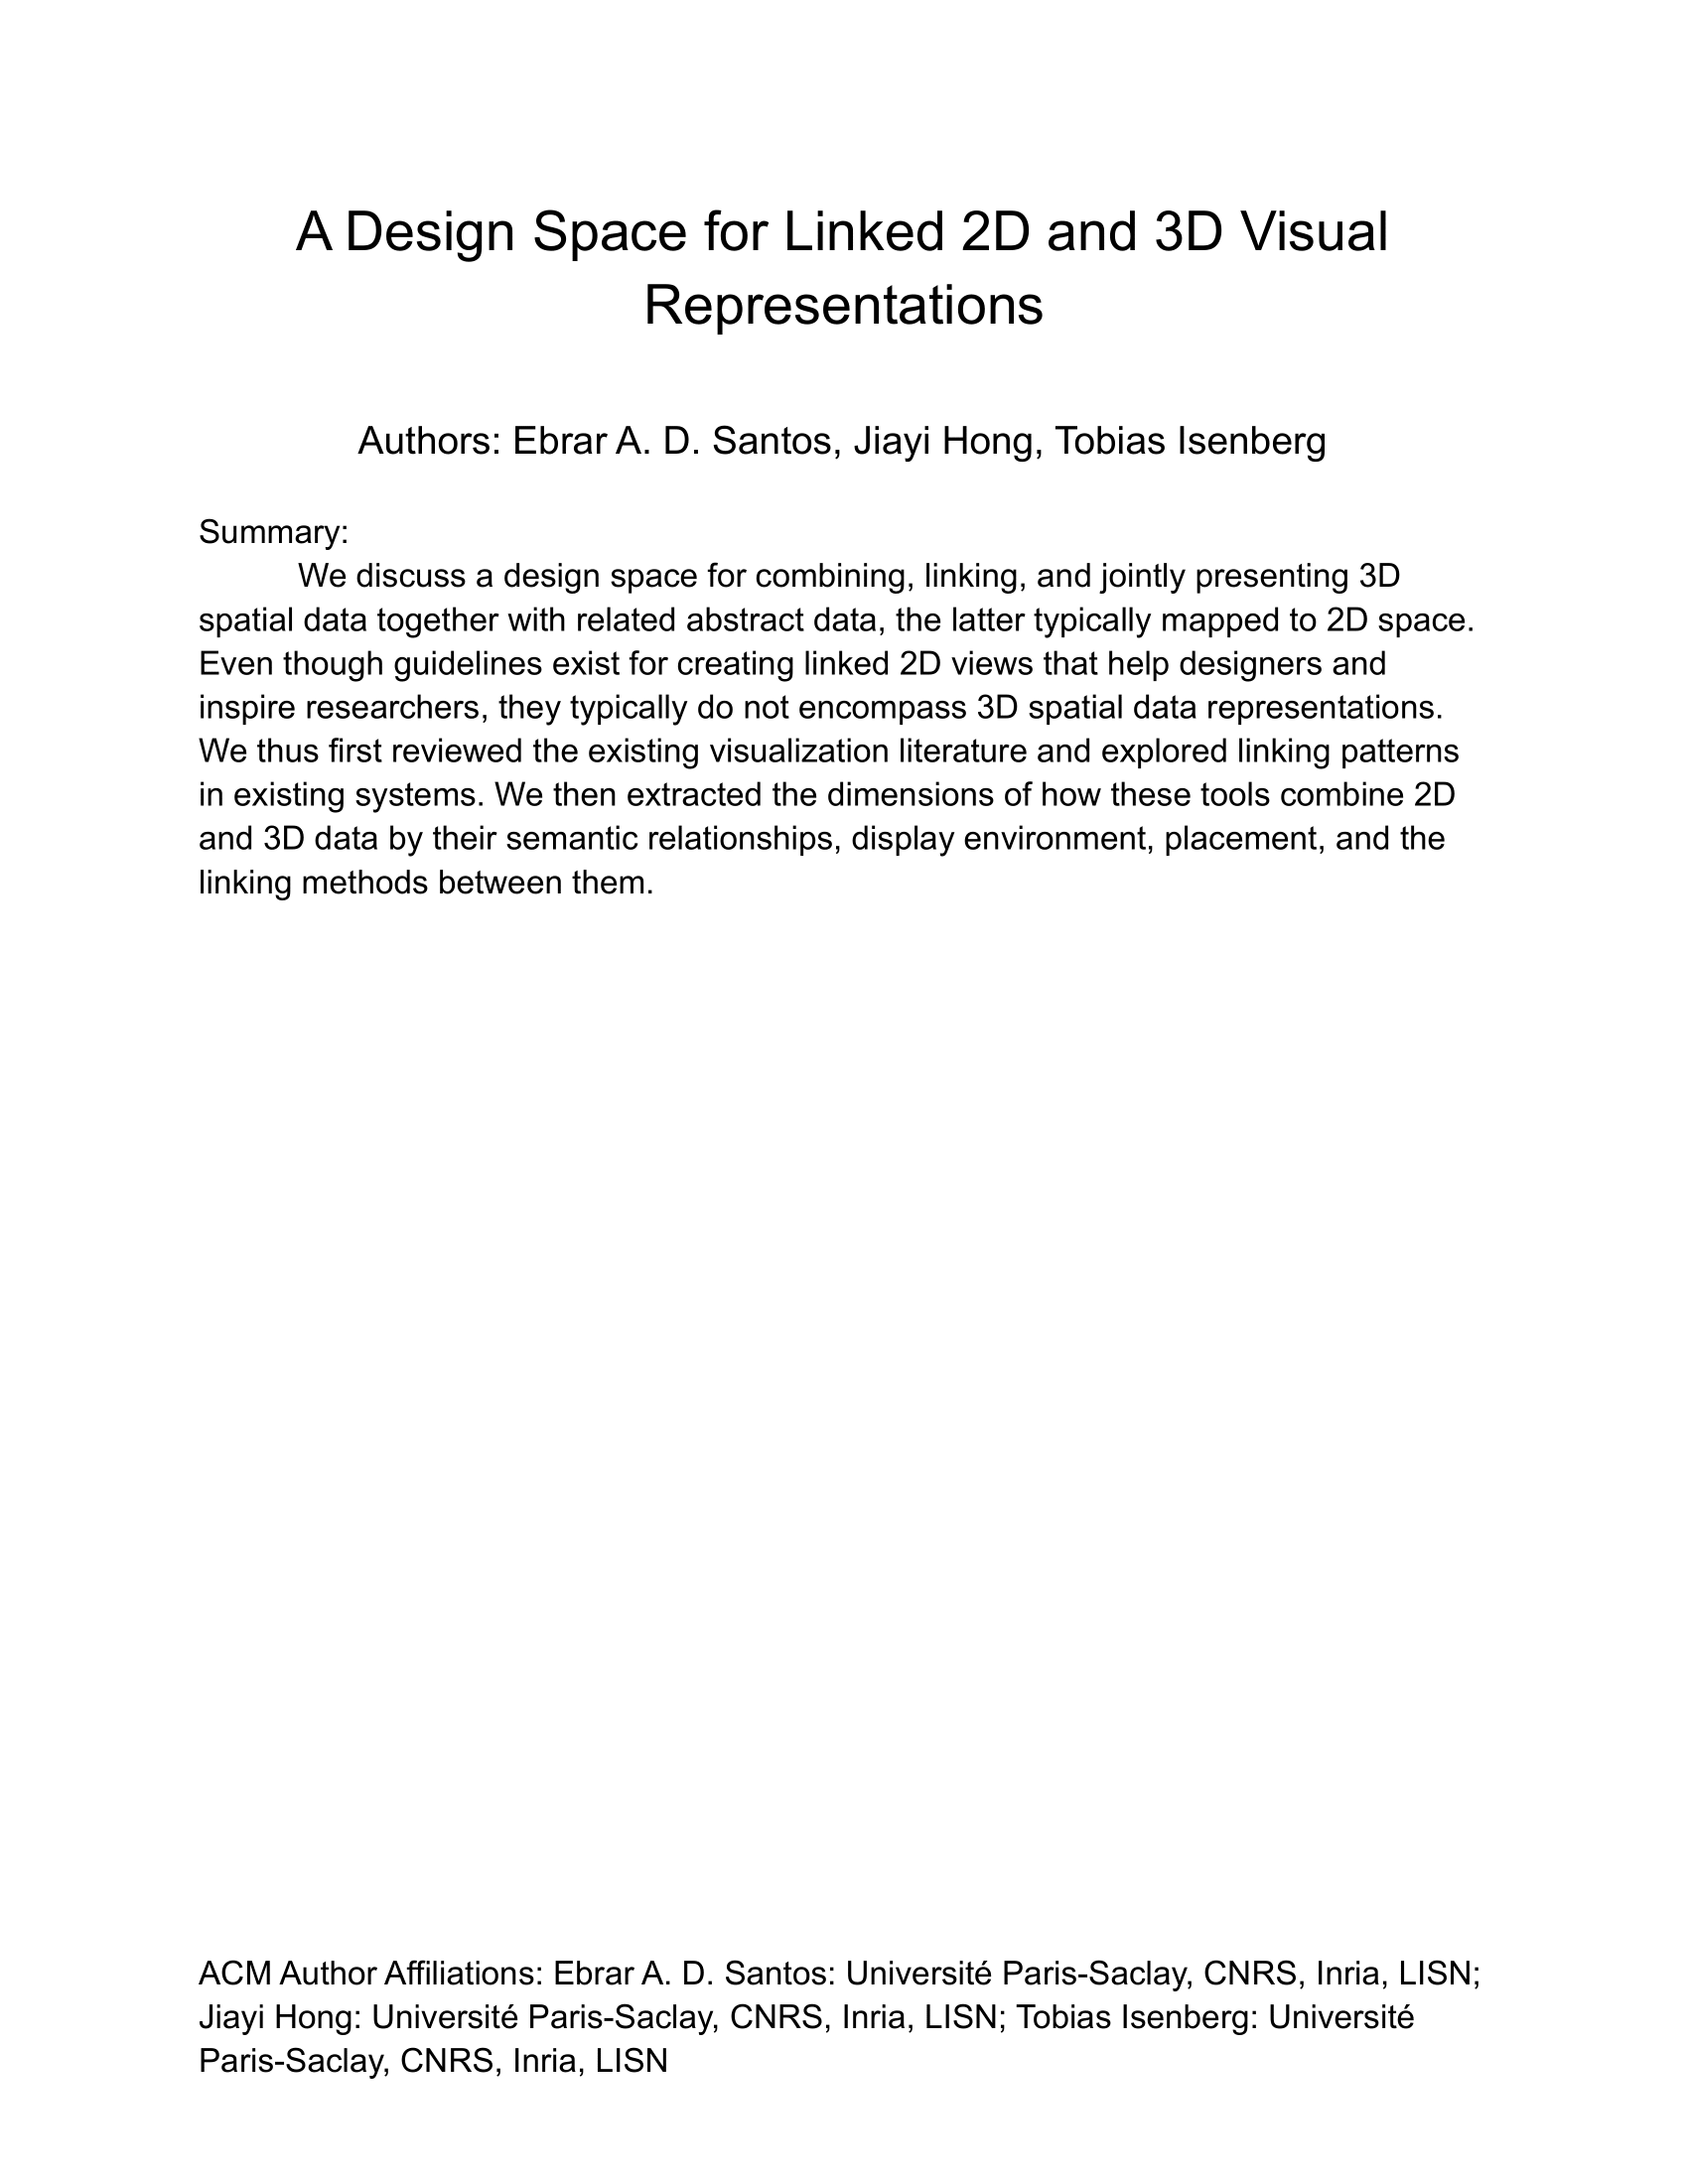 A Design Space for Linked 2D and 3D Visual
Representations
Authors: Ebrar A. D. Santos, Jiayi Hong, Tobias Isenberg
Summary:
We discuss a design space for combining, linking, and jointly presenting 3D
spatial data together with related abstract data, the latter typically mapped to 2D space.
Even though guidelines exist for creating linked 2D views that help designers and
inspire researchers, they typically do not encompass 3D spatial data representations.
We thus first reviewed the existing visualization literature and explored linking patterns
in existing systems. We then extracted the dimensions of how these tools combine 2D
and 3D data by their semantic relationships, display environment, placement, and the
linking methods between them.
ACM Author Affiliations: Ebrar A. D. Santos: Université Paris-Saclay, CNRS, Inria, LISN;
Jiayi Hong: Université Paris-Saclay, CNRS, Inria, LISN; Tobias Isenberg: Université
Paris-Saclay, CNRS, Inria, LISN